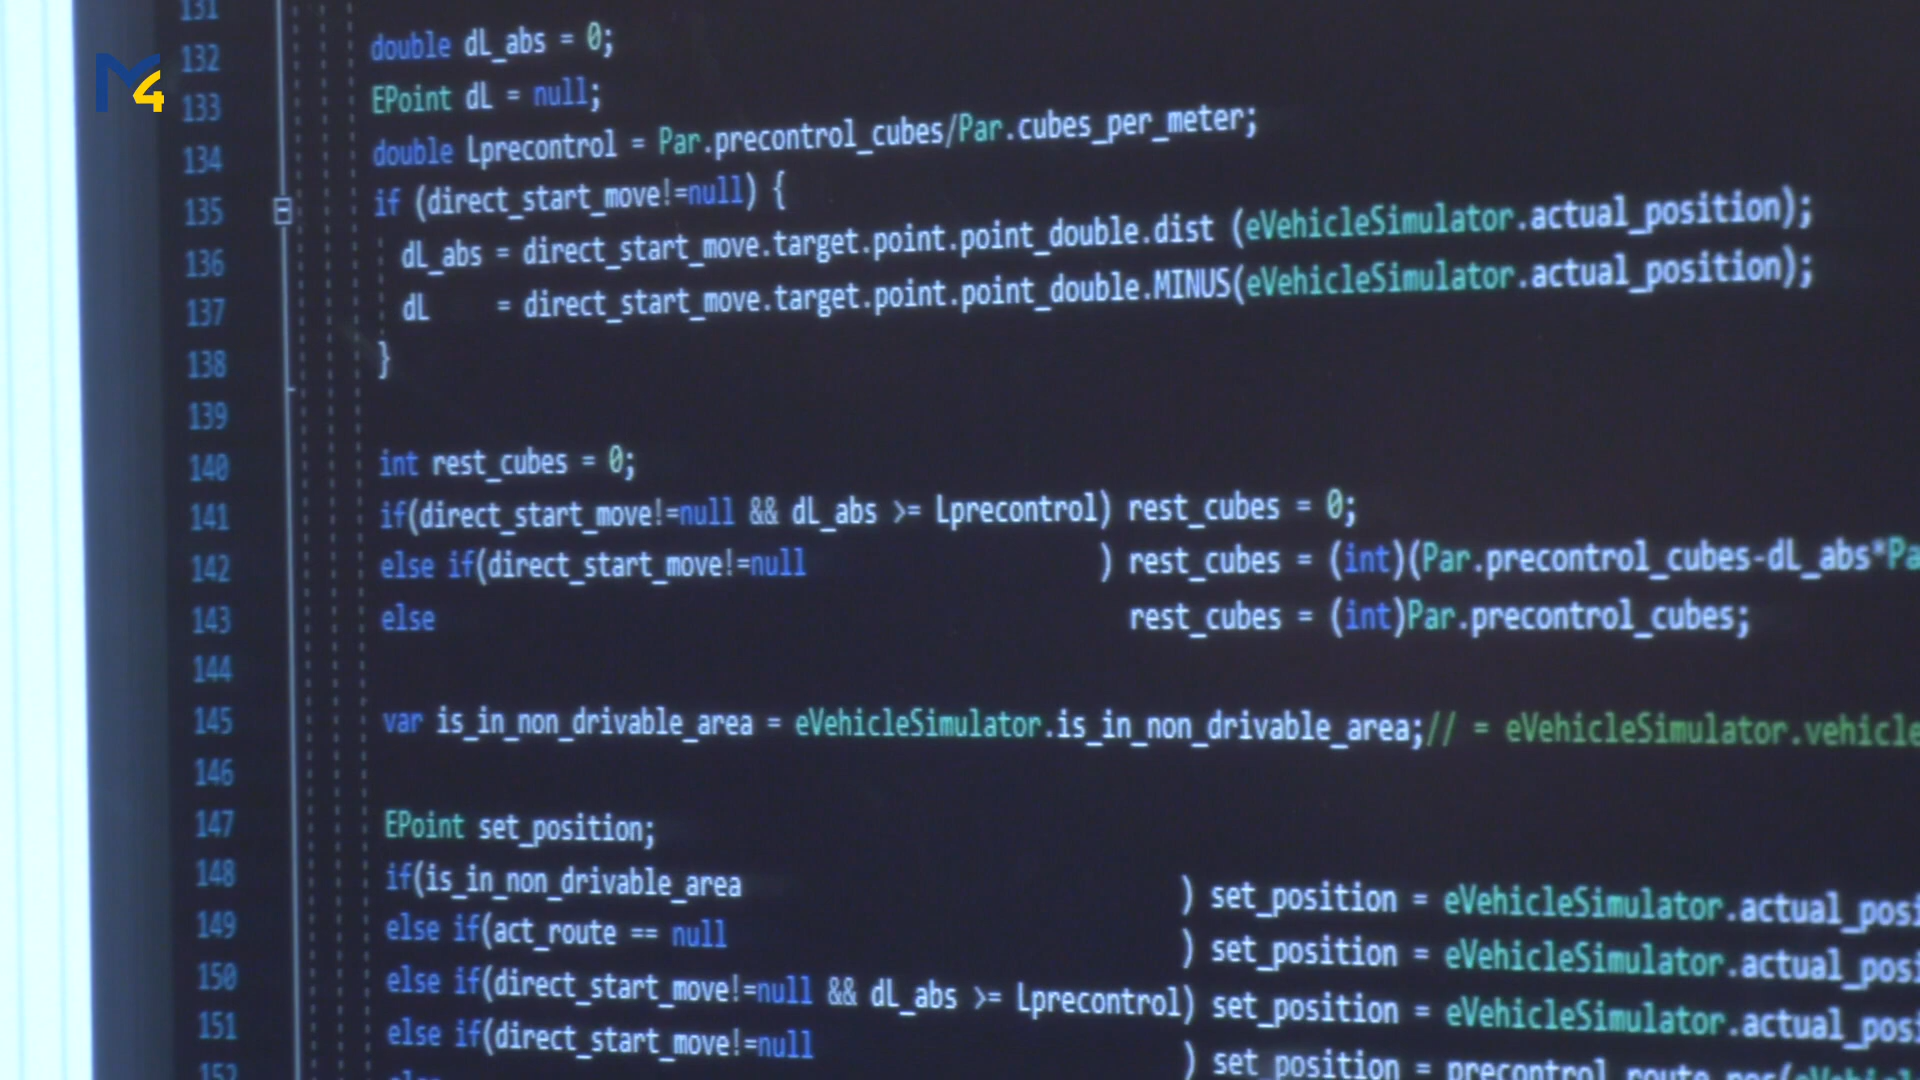 M4
131
132 double dL_abs = 0;
133 EPoint dL = null;
134 double Lprecontrol = Par.precontrol_cubes/Par.cubes_per_meter;
135 if (direct_start_move!=null) {
136 dL_abs = direct_start_move.target.point.point_double.dist (eVehicleSimulator.actual_position);
137 dL = direct_start_move.target.point.point_double.MINUS(eVehicleSimulator.actual_position);
138 }
139
140 int rest_cubes = 0;
141 if(direct_start_move!=null && dL_abs >= Lprecontrol) rest_cubes = 0;
142 else if(direct_start_move!=null ) rest_cubes = (int)(Par.precontrol_cubes-dL_abs*Pa
143 else rest_cubes = (int)Par.precontrol_cubes;
144
145 var is_in_non_drivable_area = eVehicleSimulator.is_in_non_drivable_area;// = eVehicleSimulator.vehicle
146
147 EPoint set_position;
148 if(is_in_non_drivable_area ) set_position = eVehicleSimulator.actual_posi
149 else if(act_route == null ) set_position = eVehicleSimulator.actual_posi
150 else if(direct_start_move!=null && dL_abs >= Lprecontrol) set_position = eVehicleSimulator.actual_posi
151 else if(direct_start_move!=null ) set_position = precontrol_route.pos(eVehicl
152 else